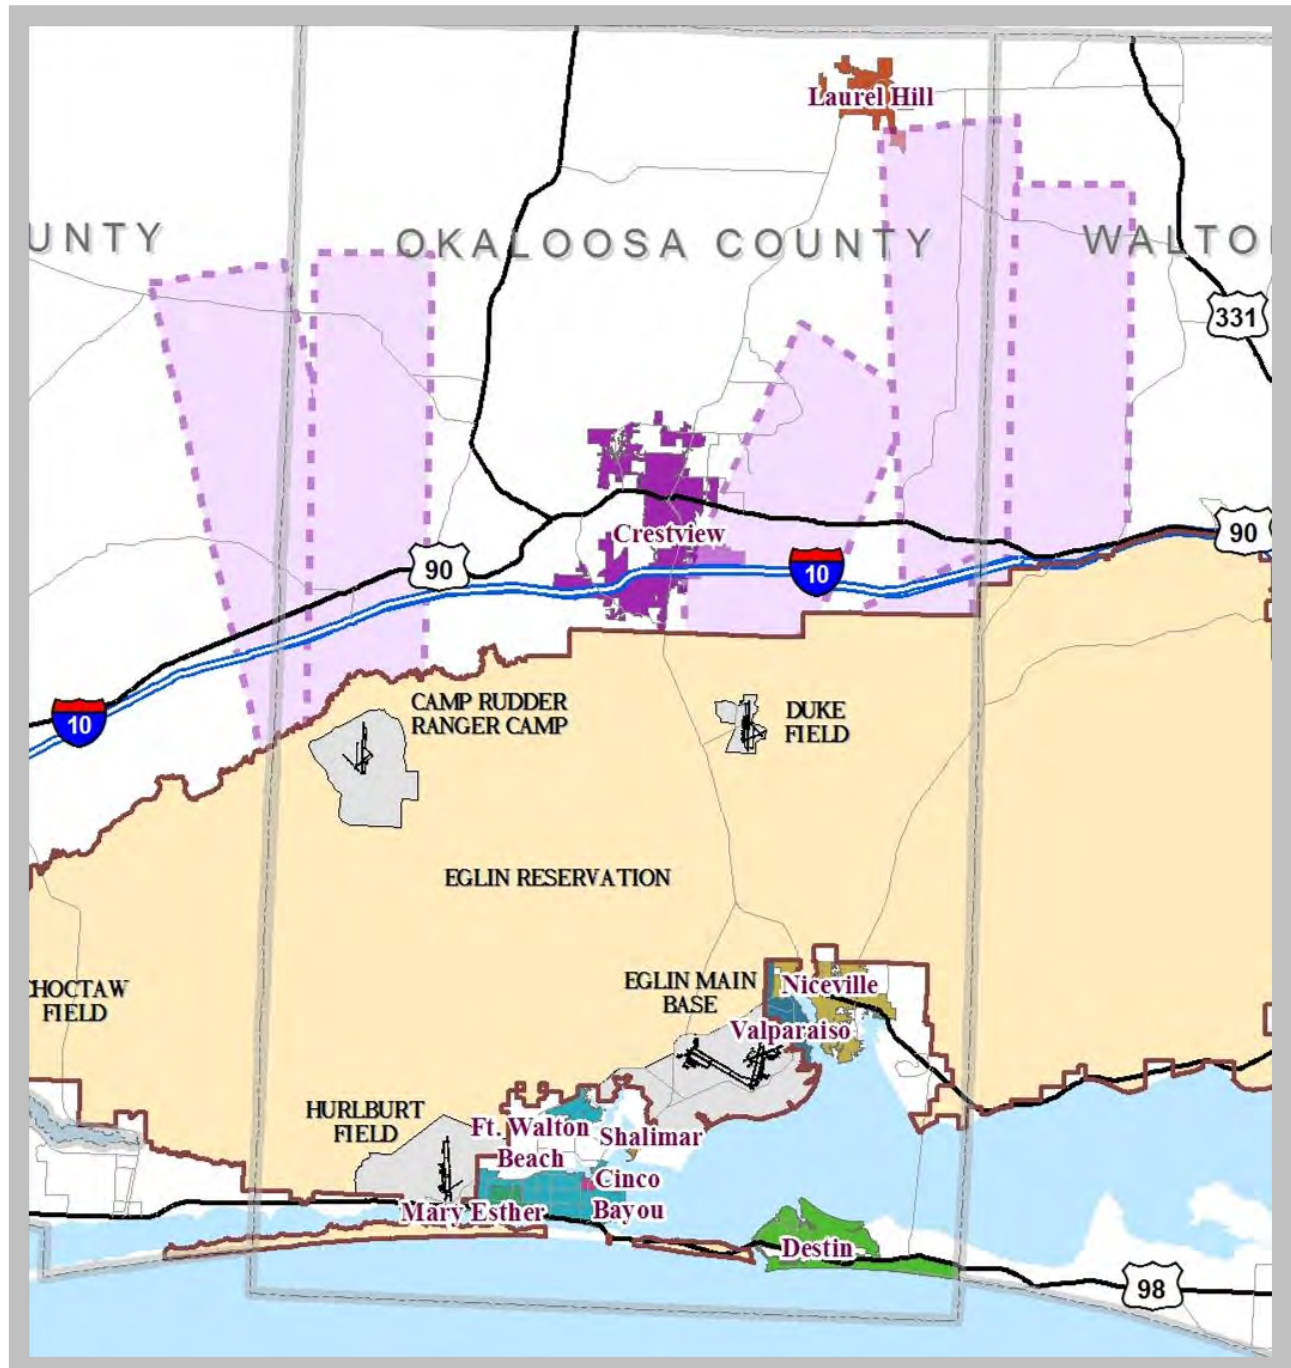 Laurel Hill
UNTY
OKALOOSA COUNTY
WALTO
331
Crestview
90
90
10
10
CAMP RUDDER
RANGER CAMP
DUKE
FIELD
EGLIN RESERVATION
CHOCTAW
FIELD
EGLIN MAIN
BASE
Niceville
Valparaiso
HURLBURT
FIELD
Ft. Walton
Beach
Shalimar
Cinco
Bayou
Mary Esther
Destin
98